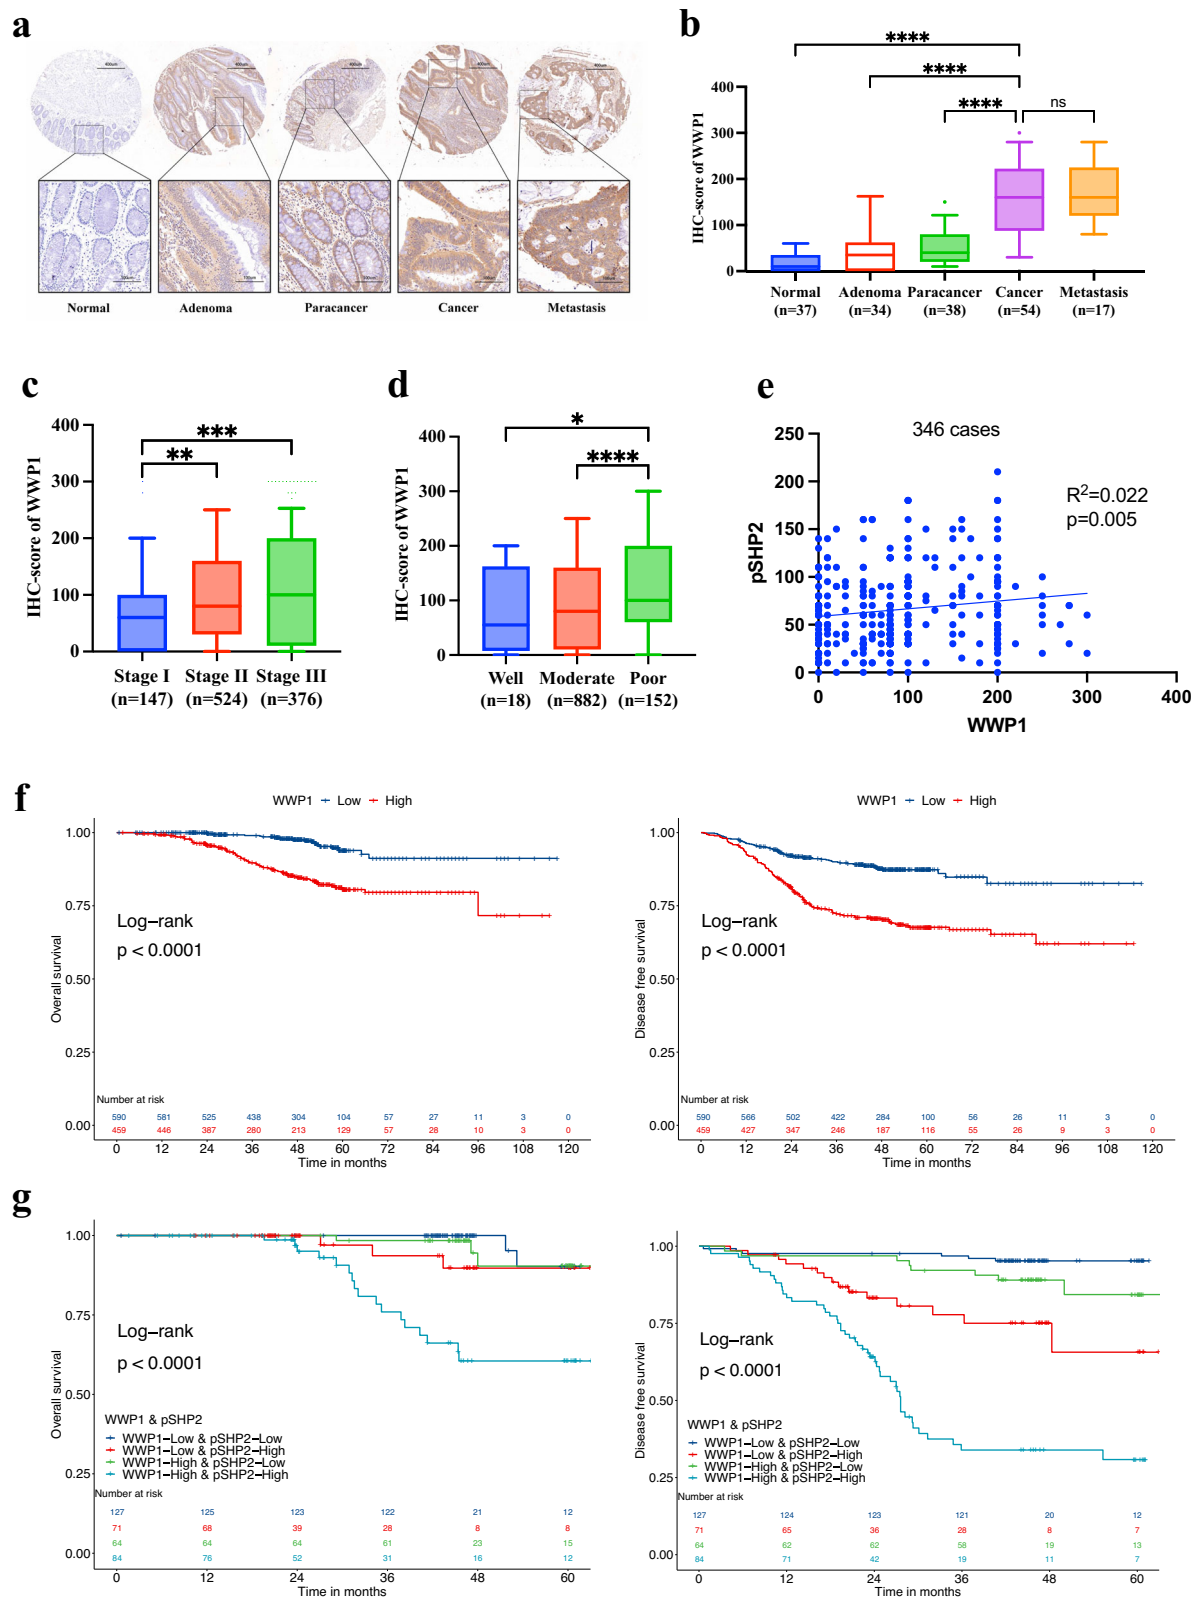 a
400um 400um 400um 400um 400um
100um 100um 100um 100um
Normal Adenoma Paracancer Cancer Metastasis
b
****
****
**** ns
IHC-score of WWP1
400
300
200
100
0
Normal Adenoma Paracancer Cancer Metastasis
(n=37) (n=34) (n=38) (n=54) (n=17)
c
IHC-score of WWP1
400
300
200
100
0
***
**
Stage I Stage II Stage III
(n=147) (n=524) (n=376)
d
IHC-score of WWP1
400
300
200
100
0
*
****
Well Moderate Poor
(n=18) (n=882) (n=152)
e
346 cases
R²=0.022
p=0.005
pSHP2
250
200
150
100
50
0
0 100 200 300 400
WWP1
f
WWP1 Low High
Overall survival
1.00
0.75
0.50
0.25
0.00
Log-rank
p < 0.0001
Number at risk
590 581 525 438 304 104 57 27 11 3 0
459 446 387 280 213 129 57 28 10 3 0
0 12 24 36 48 60 72 84 96 108 120
Time in months
WWP1 Low High
Disease free survival
1.00
0.75
0.50
0.25
0.00
Log-rank
p < 0.0001
Number at risk
590 566 502 422 284 100 56 26 11 3 0
459 427 347 246 187 116 55 26 9 3 0
0 12 24 36 48 60 72 84 96 108 120
Time in months
g
Overall survival
1.00
0.75
0.50
0.25
0.00
Log-rank
p < 0.0001
WWP1 & pSHP2
WWP1-Low & pSHP2-Low
WWP1-Low & pSHP2-High
WWP1-High & pSHP2-Low
WWP1-High & pSHP2-High
Number at risk
127 125 123 122 21 12
71 68 39 28 8 8
64 64 64 61 23 15
84 76 52 31 16 12
0 12 24 36 48 60
Time in months
Disease free survival
1.00
0.75
0.50
0.25
0.00
Log-rank
p < 0.0001
WWP1 & pSHP2
WWP1-Low & pSHP2-Low
WWP1-Low & pSHP2-High
WWP1-High & pSHP2-Low
WWP1-High & pSHP2-High
Number at risk
127 124 123 121 20 12
71 65 36 28 8 7
64 62 62 58 19 13
84 71 42 19 11 7
0 12 24 36 48 60
Time in months